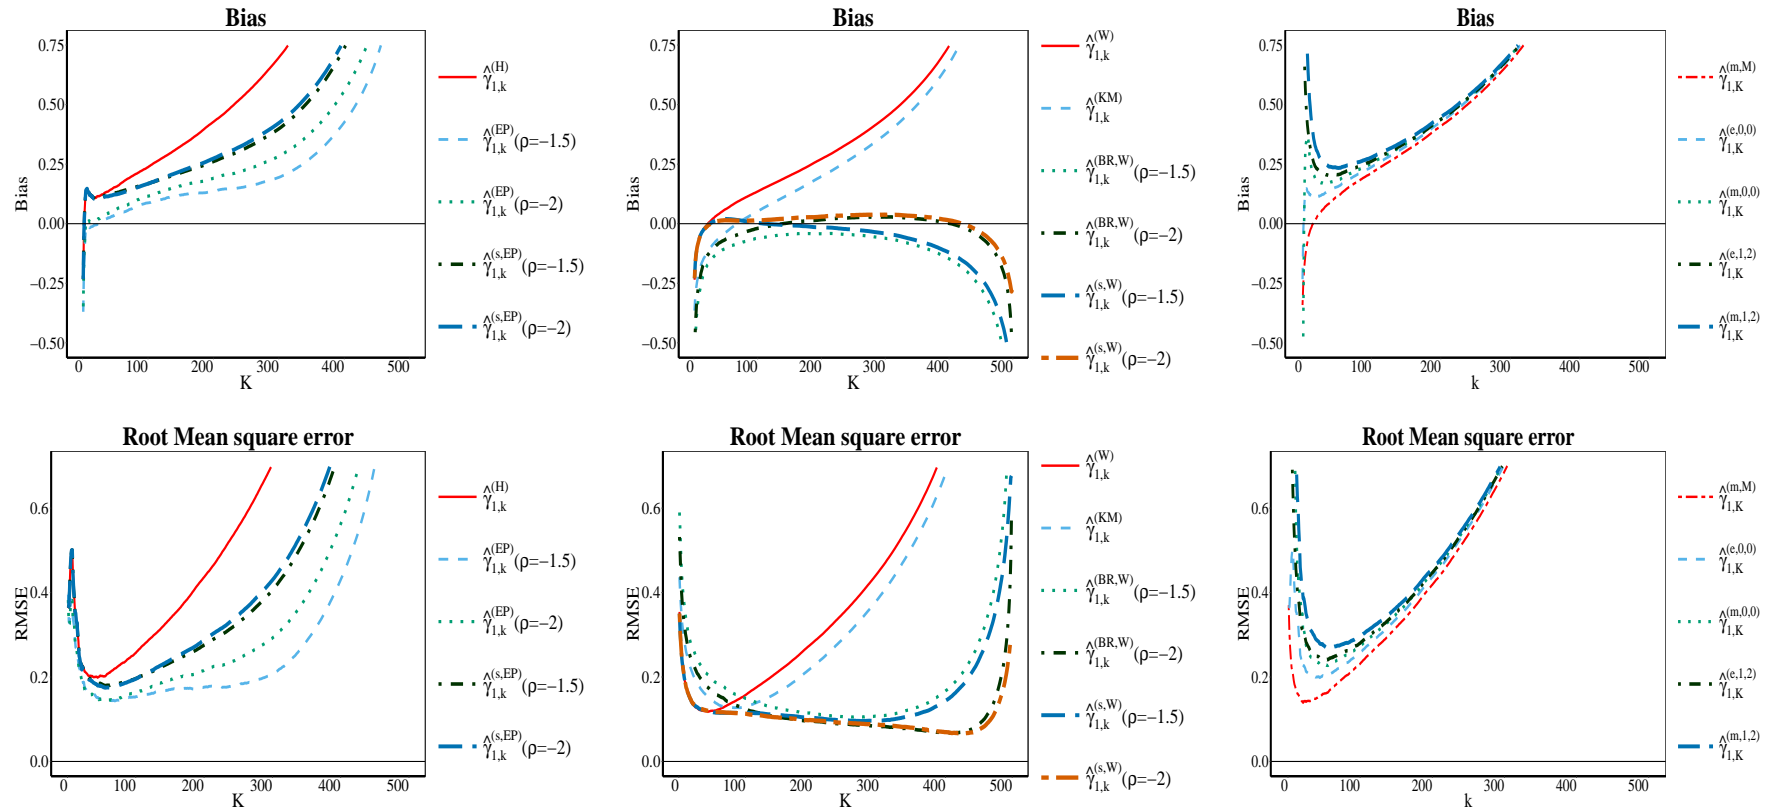 Bias
0.75
0.50
0.25
0.00
−0.25
−0.50
Bias
0 100 200 300 400 500
K
γ̂1,k(H)
γ̂1,k(EP)(ρ=−1.5)
γ̂1,k(EP)(ρ=−2)
γ̂1,k(s,EP)(ρ=−1.5)
γ̂1,k(s,EP)(ρ=−2)
Bias
0.75
0.50
0.25
0.00
−0.25
−0.50
Bias
0 100 200 300 400 500
K
γ̂1,k(W)
γ̂1,k(KM)
γ̂1,k(BR,W)(ρ=−1.5)
γ̂1,k(BR,W)(ρ=−2)
γ̂1,k(s,W)(ρ=−1.5)
γ̂1,k(s,W)(ρ=−2)
Bias
0.75
0.50
0.25
0.00
−0.25
−0.50
Bias
0 100 200 300 400 500
k
γ̂1,K(m,M)
γ̂1,K(e,0,0)
γ̂1,K(m,0,0)
γ̂1,K(e,1,2)
γ̂1,K(m,1,2)
Root Mean square error
0.6
0.4
0.2
0.0
RMSE
0 100 200 300 400 500
K
γ̂1,k(H)
γ̂1,k(EP)(ρ=−1.5)
γ̂1,k(EP)(ρ=−2)
γ̂1,k(s,EP)(ρ=−1.5)
γ̂1,k(s,EP)(ρ=−2)
Root Mean square error
0.6
0.4
0.2
0.0
RMSE
0 100 200 300 400 500
K
γ̂1,k(W)
γ̂1,k(KM)
γ̂1,k(BR,W)(ρ=−1.5)
γ̂1,k(BR,W)(ρ=−2)
γ̂1,k(s,W)(ρ=−1.5)
γ̂1,k(s,W)(ρ=−2)
Root Mean square error
0.6
0.4
0.2
0.0
RMSE
0 100 200 300 400 500
k
γ̂1,K(m,M)
γ̂1,K(e,0,0)
γ̂1,K(m,0,0)
γ̂1,K(e,1,2)
γ̂1,K(m,1,2)